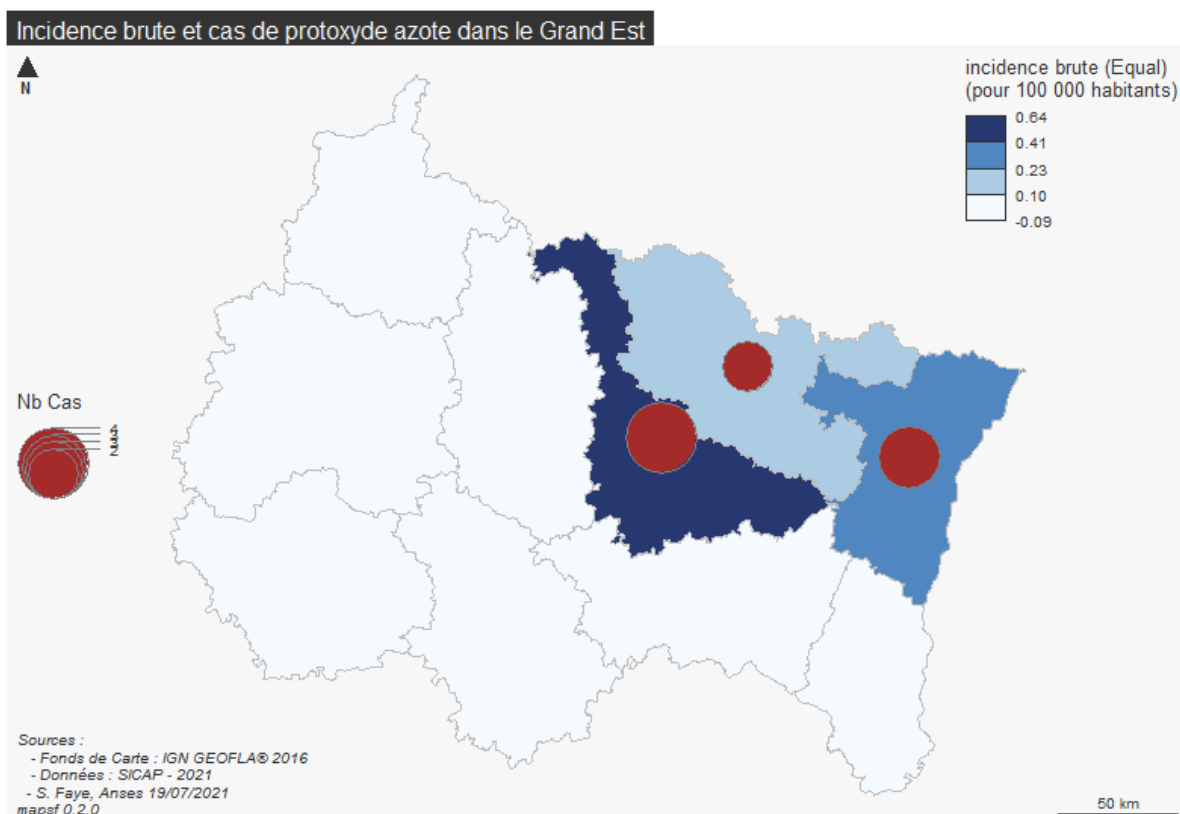 Incidence brute et cas de protoxyde azote dans le Grand Est
N
incidence brute (Equal)
(pour 100 000 habitants)
0.64
0.41
0.23
0.10
-0.09
Nb Cas
4
3
2
Sources :
- Fonds de Carte : IGN GEOFLA® 2016
- Données : SICAP - 2021
- S. Faye, Anses 19/07/2021
mapsf 0.2.0
50 km